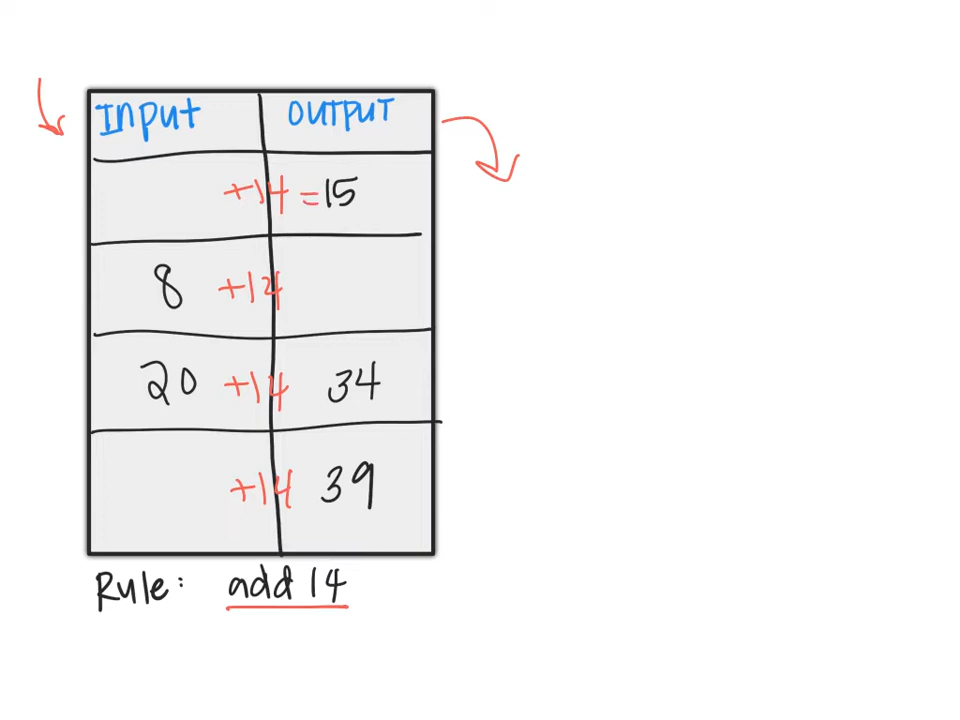 Input OUTPUT
+14 = 15
8 +14
20 +14 34
+14 39
Rule: add 14